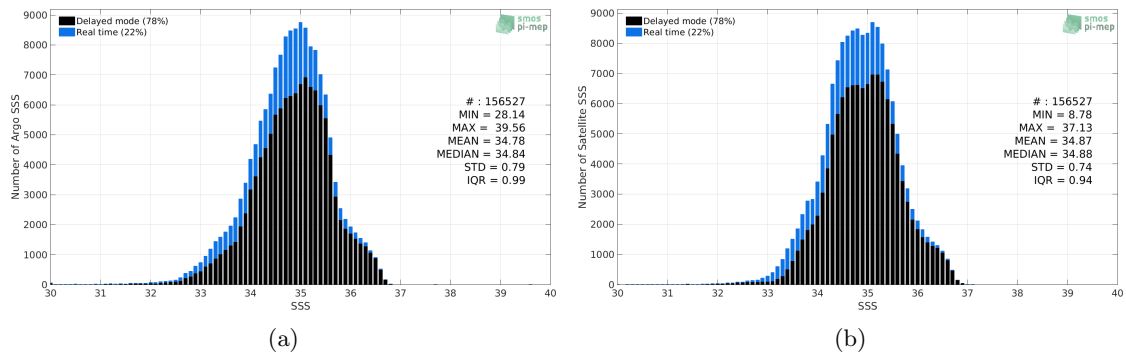 Delayed mode (78%)
Real time (22%)
smos
pi-mep
Number of Argo SSS
9000
8000
7000
6000
5000
4000
3000
2000
1000
0
# : 156527
MIN = 28.14
MAX = 39.56
MEAN = 34.78
MEDIAN = 34.84
STD = 0.79
IQR = 0.99
30 31 32 33 34 35 36 37 38 39 40
SSS
(a)
Delayed mode (78%)
Real time (22%)
smos
pi-mep
Number of Satellite SSS
9000
8000
7000
6000
5000
4000
3000
2000
1000
0
# : 156527
MIN = 8.78
MAX = 37.13
MEAN = 34.87
MEDIAN = 34.88
STD = 0.74
IQR = 0.94
30 31 32 33 34 35 36 37 38 39 40
SSS
(b)